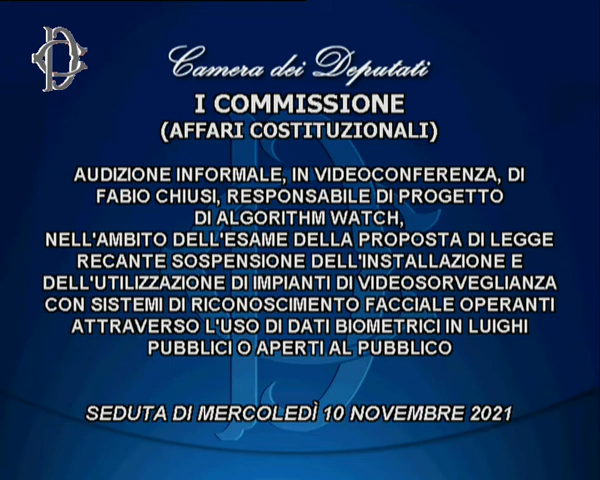 Camera dei Deputati
I COMMISSIONE
(AFFARI COSTITUZIONALI)
AUDIZIONE INFORMALE, IN VIDEOCONFERENZA, DI
FABIO CHIUSI, RESPONSABILE DI PROGETTO
DI ALGORITHM WATCH,
NELL'AMBITO DELL'ESAME DELLA PROPOSTA DI LEGGE
RECANTE SOSPENSIONE DELL'INSTALLAZIONE E
DELL'UTILIZZAZIONE DI IMPIANTI DI VIDEOSORVEGLIANZA
CON SISTEMI DI RICONOSCIMENTO FACCIALE OPERANTI
ATTRAVERSO L'USO DI DATI BIOMETRICI IN LUIGHI
PUBBLICI O APERTI AL PUBBLICO
SEDUTA DI MERCOLEDÌ 10 NOVEMBRE 2021